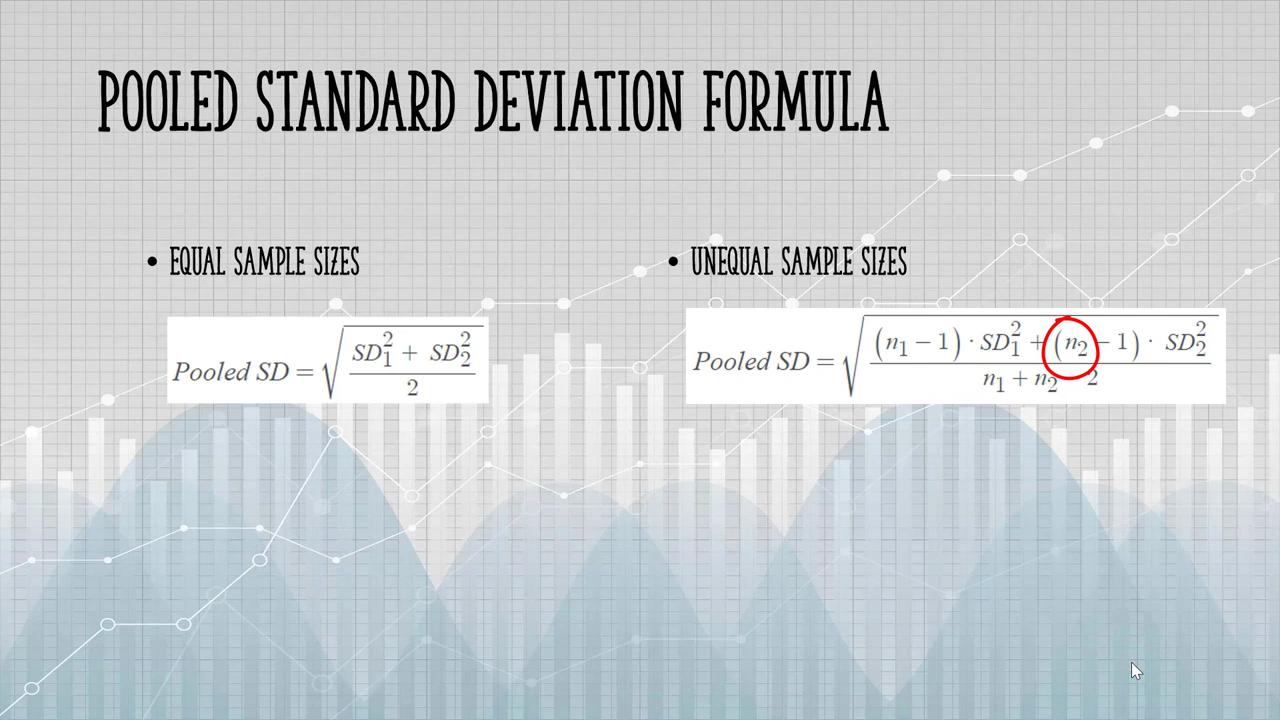 POOLED STANDARD DEVIATION FORMULA
• EQUAL SAMPLE SIZES
• UNEQUAL SAMPLE SIZES
Pooled SD = √((SD₁² + SD₂²) / 2)
Pooled SD = √(((n₁ − 1) · SD₁² + (n₂ − 1) · SD₂²) / (n₁ + n₂ 2))